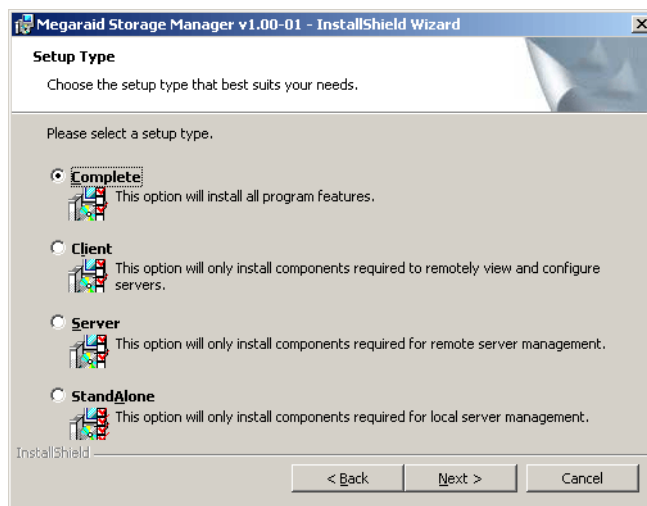 Megaraid Storage Manager v1.00-01 - InstallShield Wizard
Setup Type
Choose the setup type that best suits your needs.
Please select a setup type.
Complete
This option will install all program features.
Client
This option will only install components required to remotely view and configure
servers.
Server
This option will only install components required for remote server management.
StandAlone
This option will only install components required for local server management.
InstallShield
< Back
Next >
Cancel